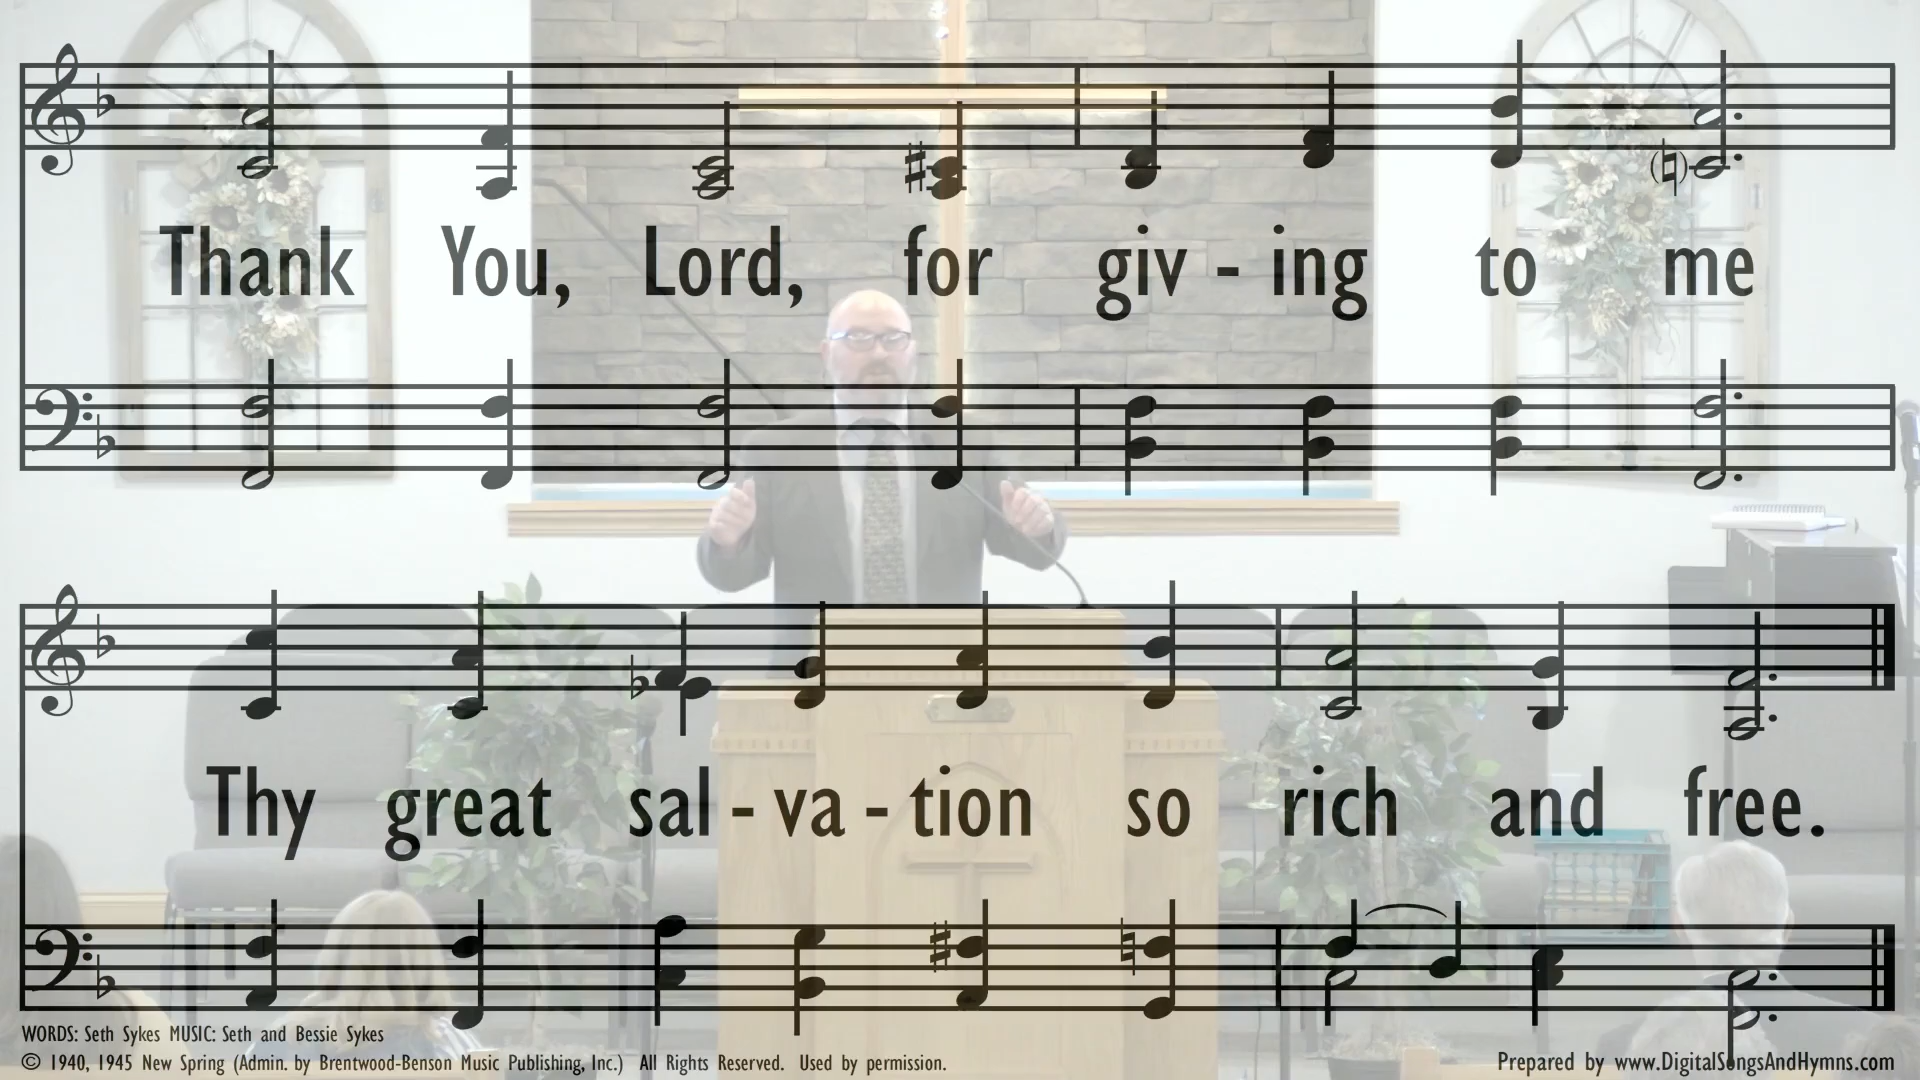 Thank You, Lord, for giv - ing to me
Thy great sal - va - tion so rich and free.
WORDS: Seth Sykes MUSIC: Seth and Bessie Sykes
© 1940, 1945 New Spring (Admin. by Brentwood-Benson Music Publishing, Inc.) All Rights Reserved. Used by permission.
Prepared by www.DigitalSongsAndHymns.com